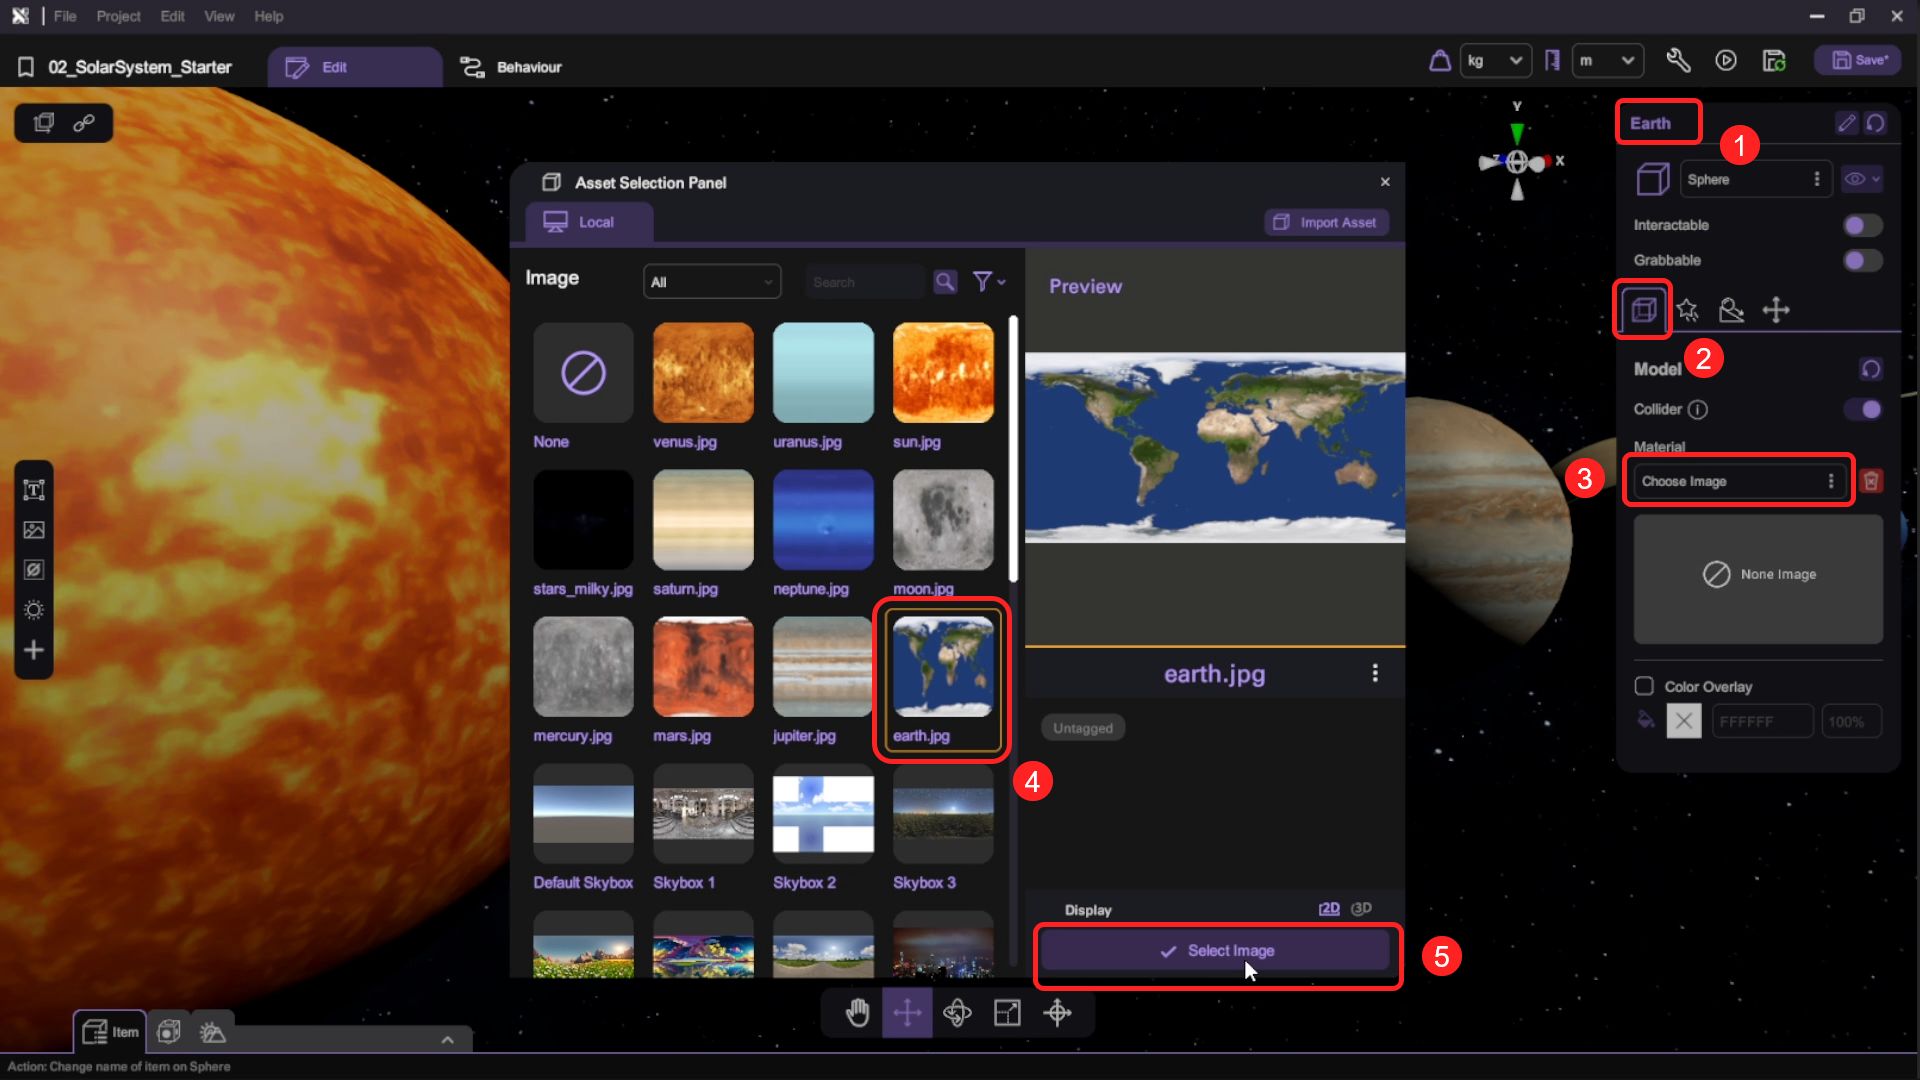 File Project Edit View Help
02_SolarSystem_Starter Edit Behaviour kg m Save*
Y
Z X
Earth
1
Sphere
Interactable
Grabbable
2
Model
Collider i
Material
3
Choose Image
None Image
Color Overlay
FFFFFF 100%
Asset Selection Panel
Local Import Asset
Image All Search
None venus.jpg uranus.jpg sun.jpg
stars_milky.jpg saturn.jpg neptune.jpg moon.jpg
mercury.jpg mars.jpg jupiter.jpg earth.jpg
4
Default Skybox Skybox 1 Skybox 2 Skybox 3
Preview
earth.jpg
Untagged
Display 2D 3D
Select Image
5
Item
Action: Change name of item on Sphere